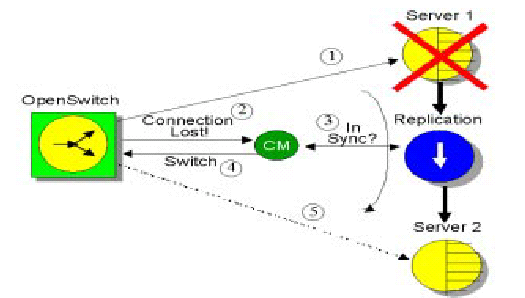 Server 1
1
OpenSwitch
2
Connection
Lost!
3
In
Sync?
Replication
CM
Switch
4
5
Server 2